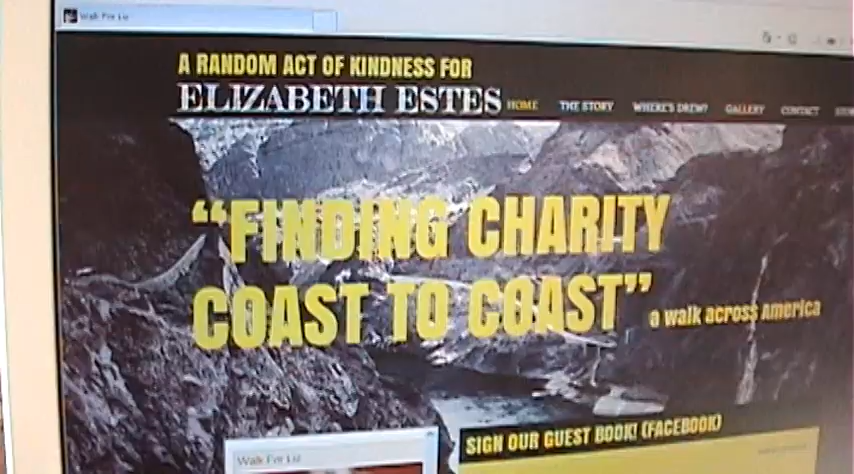 Walk For Liz
A RANDOM ACT OF KINDNESS FOR
ELIZABETH ESTES
HOME THE STORY WHERE'S DREW? GALLERY CONTACT
"FINDING CHARITY
COAST TO COAST"
a walk across America
SIGN OUR GUEST BOOK! (FACEBOOK)
Walk For Liz